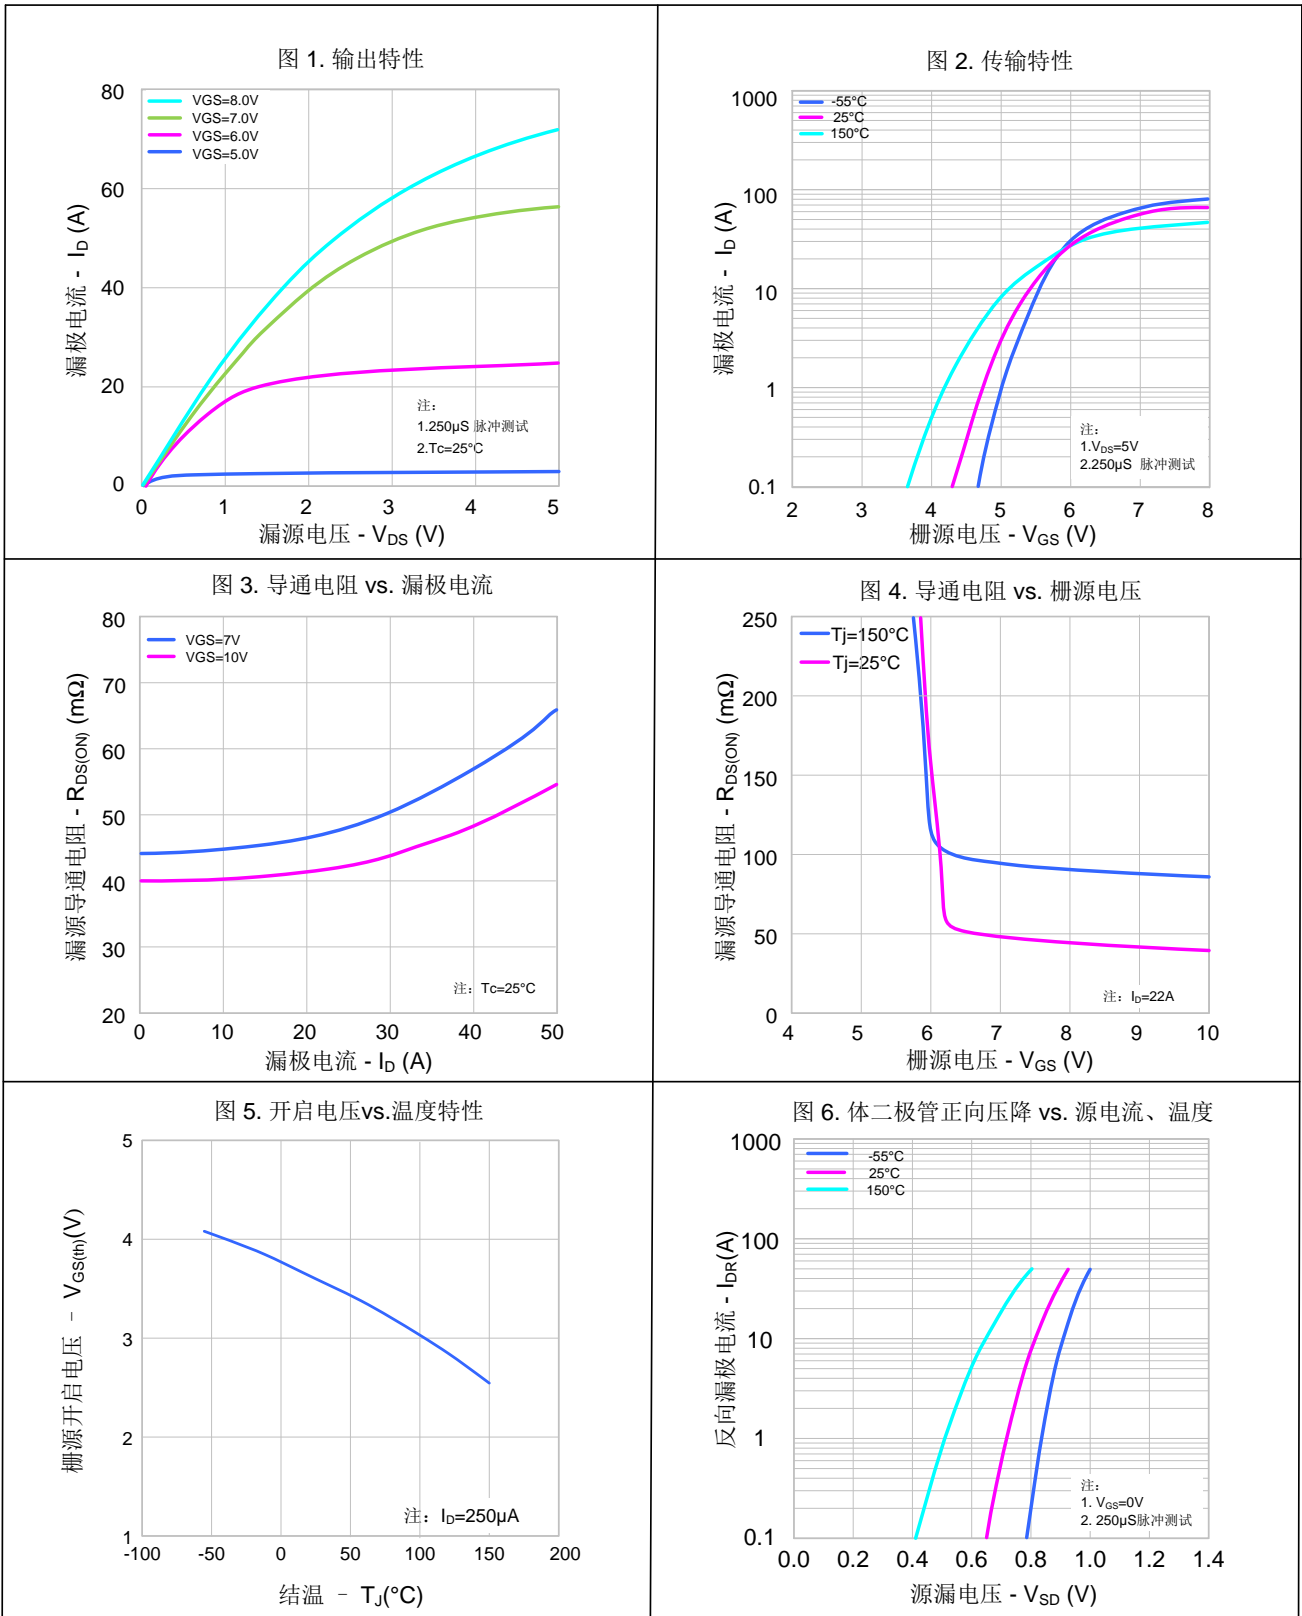 图 1. 输出特性
VGS=8.0V
VGS=7.0V
VGS=6.0V
VGS=5.0V
漏极电流 - ID (A)
80
60
40
20
0
注：
1.250µS 脉冲测试
2.Tc=25°C
0 1 2 3 4 5
漏源电压 - VDS (V)
图 2. 传输特性
-55°C
25°C
150°C
漏极电流 - ID (A)
1000
100
10
1
0.1
注：
1.VDS=5V
2.250µS 脉冲测试
2 3 4 5 6 7 8
栅源电压 - VGS (V)
图 3. 导通电阻 vs. 漏极电流
VGS=7V
VGS=10V
漏源导通电阻 - RDS(ON) (mΩ)
80
70
60
50
40
30
20
注：Tc=25°C
0 10 20 30 40 50
漏极电流 - ID (A)
图 4. 导通电阻 vs. 栅源电压
Tj=150°C
Tj=25°C
漏源导通电阻 - RDS(ON) (mΩ)
250
200
150
100
50
0
注：ID=22A
4 5 6 7 8 9 10
栅源电压 - VGS (V)
图 5. 开启电压vs.温度特性
栅源开启电压 - VGS(th)(V)
5
4
3
2
1
注：ID=250µA
-100 -50 0 50 100 150 200
结温 - TJ(°C)
图 6. 体二极管正向压降 vs. 源电流、温度
-55°C
25°C
150°C
反向漏极电流 - IDR(A)
1000
100
10
1
0.1
注：
1. VGS=0V
2. 250µS脉冲测试
0.0 0.2 0.4 0.6 0.8 1.0 1.2 1.4
源漏电压 - VSD (V)